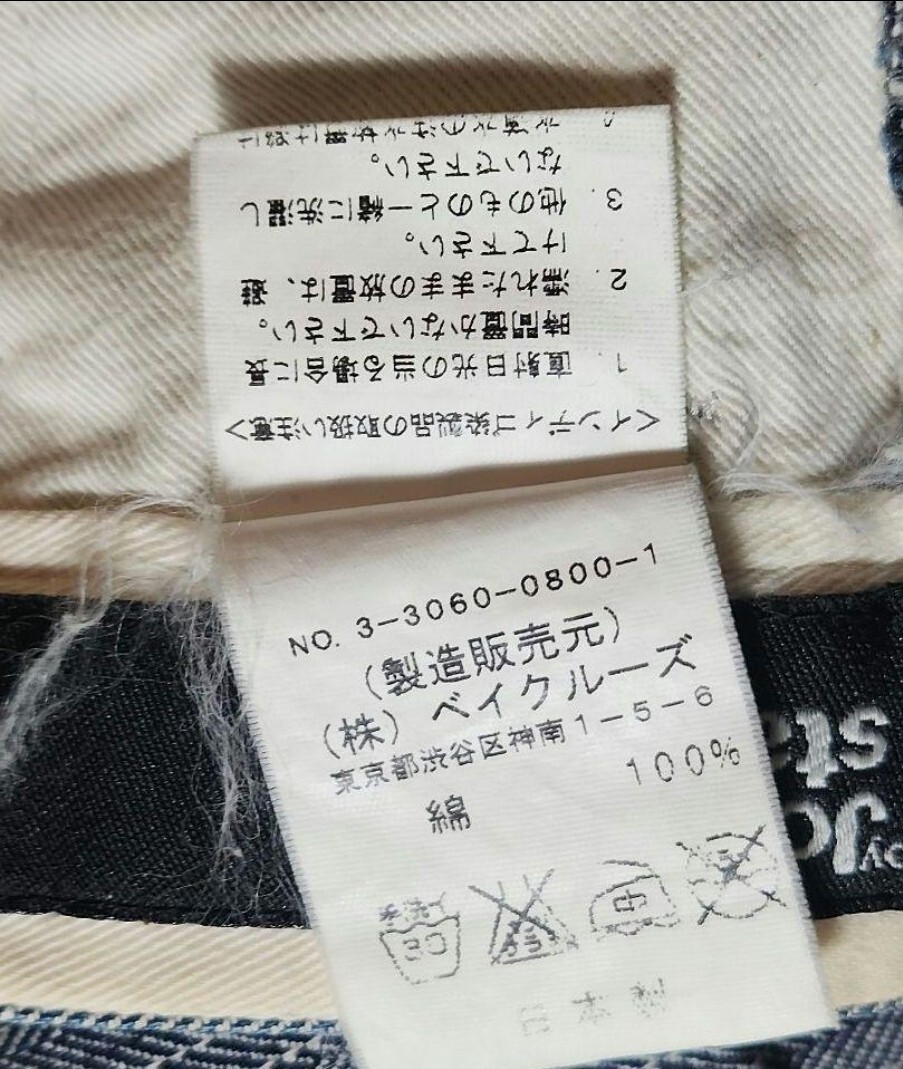 <インディゴ染製品の取扱い注意>
1. 直射日光の当る場合に長
時間置かないで下さい。
2. 濡れたままの放置は、避
けて下さい。
3. 他のものと一緒に洗濯し
ないで下さい。
NO. 3-3060-0800-1
(製造販売元)
(株) ベイクルーズ
東京都渋谷区神南1-5-6
綿 100%
手洗イ
30
中
日本製